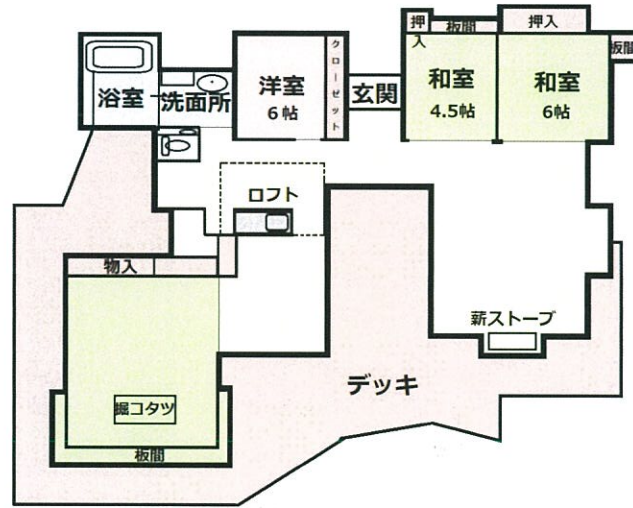 押入
板間
押入
板間
浴室
洗面所
洋室
6帖
クローゼット
玄関
和室
4.5帖
和室
6帖
ロフト
物入
薪ストーブ
デッキ
掘コタツ
板間